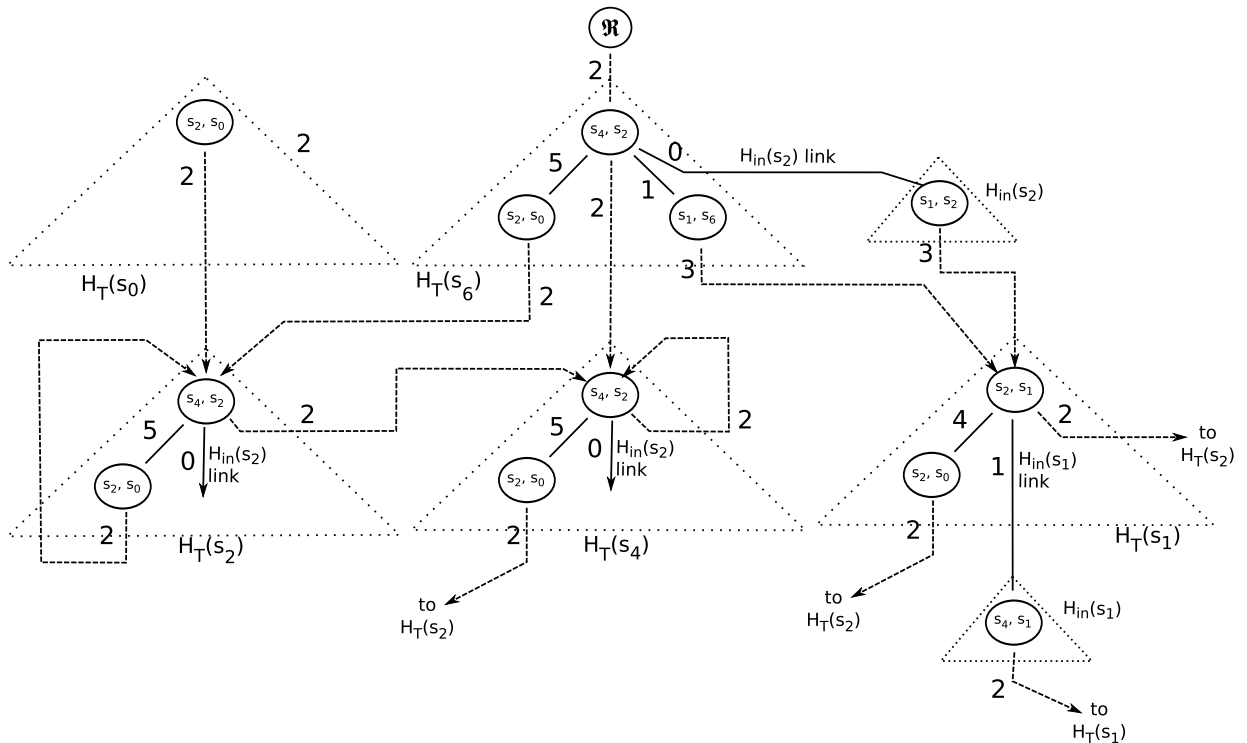 ℜ
2
s2, s0
2
2
HT(s0)
s4, s2
5
2
1
0
Hin(s2) link
s2, s0
s1, s6
s1, s2
Hin(s2)
3
3
2
HT(s6)
s4, s2
2
5
0
Hin(s2)
link
s2, s0
2
HT(s2)
s4, s2
2
5
0
Hin(s2)
link
s2, s0
2
HT(s4)
to
HT(s2)
s2, s1
4
2
to
HT(s2)
1
Hin(s1)
link
s2, s0
2
HT(s1)
to
HT(s2)
Hin(s1)
s4, s1
2
to
HT(s1)